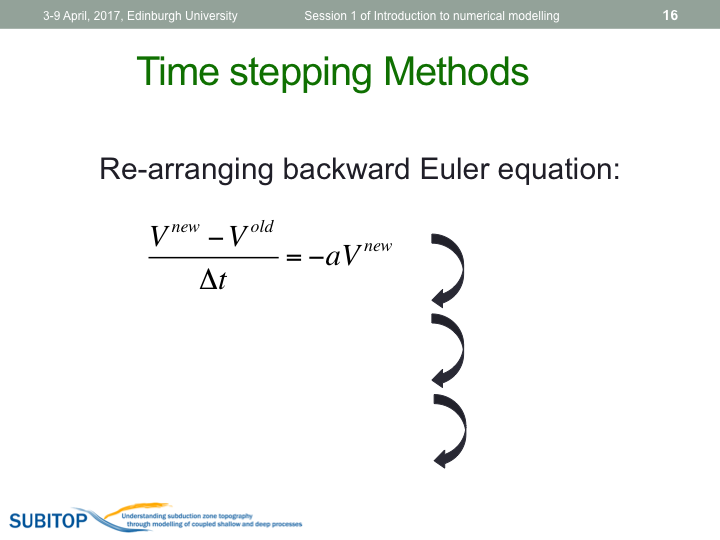 3-9 April, 2017, Edinburgh University Session 1 of Introduction to numerical modelling 16
Time stepping Methods
Re-arranging backward Euler equation:
V^new − V^old
Δt
= −aV^new
SUBITOP
Understanding subduction zone topography
through modelling of coupled shallow and deep processes